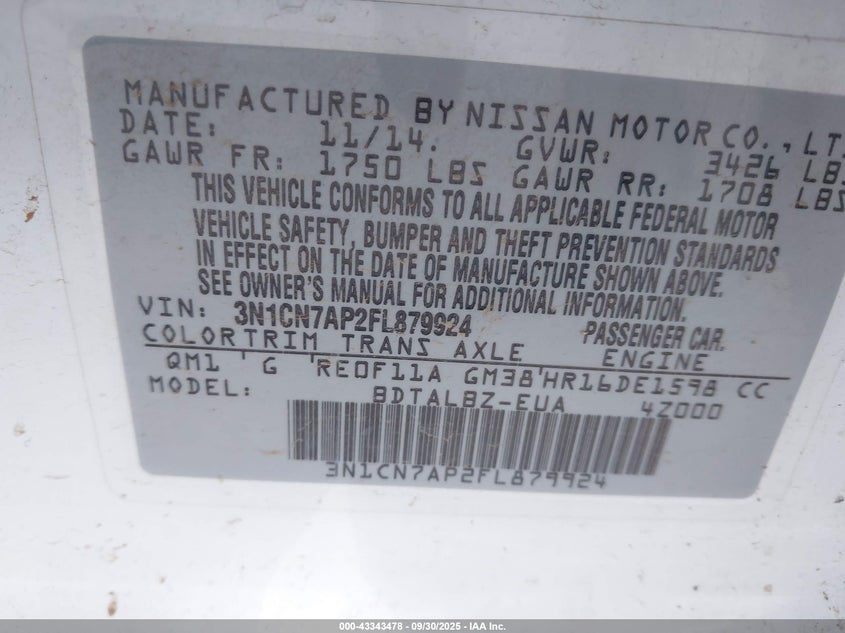 MANUFACTURED BY NISSAN MOTOR CO., LT
DATE: 11/14. GVWR: 3426 LBS
GAWR FR: 1750 LBS GAWR RR: 1708 LBS
THIS VEHICLE CONFORMS TO ALL APPLICABLE FEDERAL MOTOR
VEHICLE SAFETY, BUMPER AND THEFT PREVENTION STANDARDS
IN EFFECT ON THE DATE OF MANUFACTURE SHOWN ABOVE.
SEE OWNER'S MANUAL FOR ADDITIONAL INFORMATION.
VIN: 3N1CN7AP2FL879924 PASSENGER CAR.
COLOR TRIM TRANS AXLE ENGINE
QM1 G RE0F11A GM38 HR16DE1598 CC
MODEL: BDTALBZ-EUA 4Z000
3N1CN7AP2FL879924
000-43343478 - 09/30/2025 - IAA Inc.